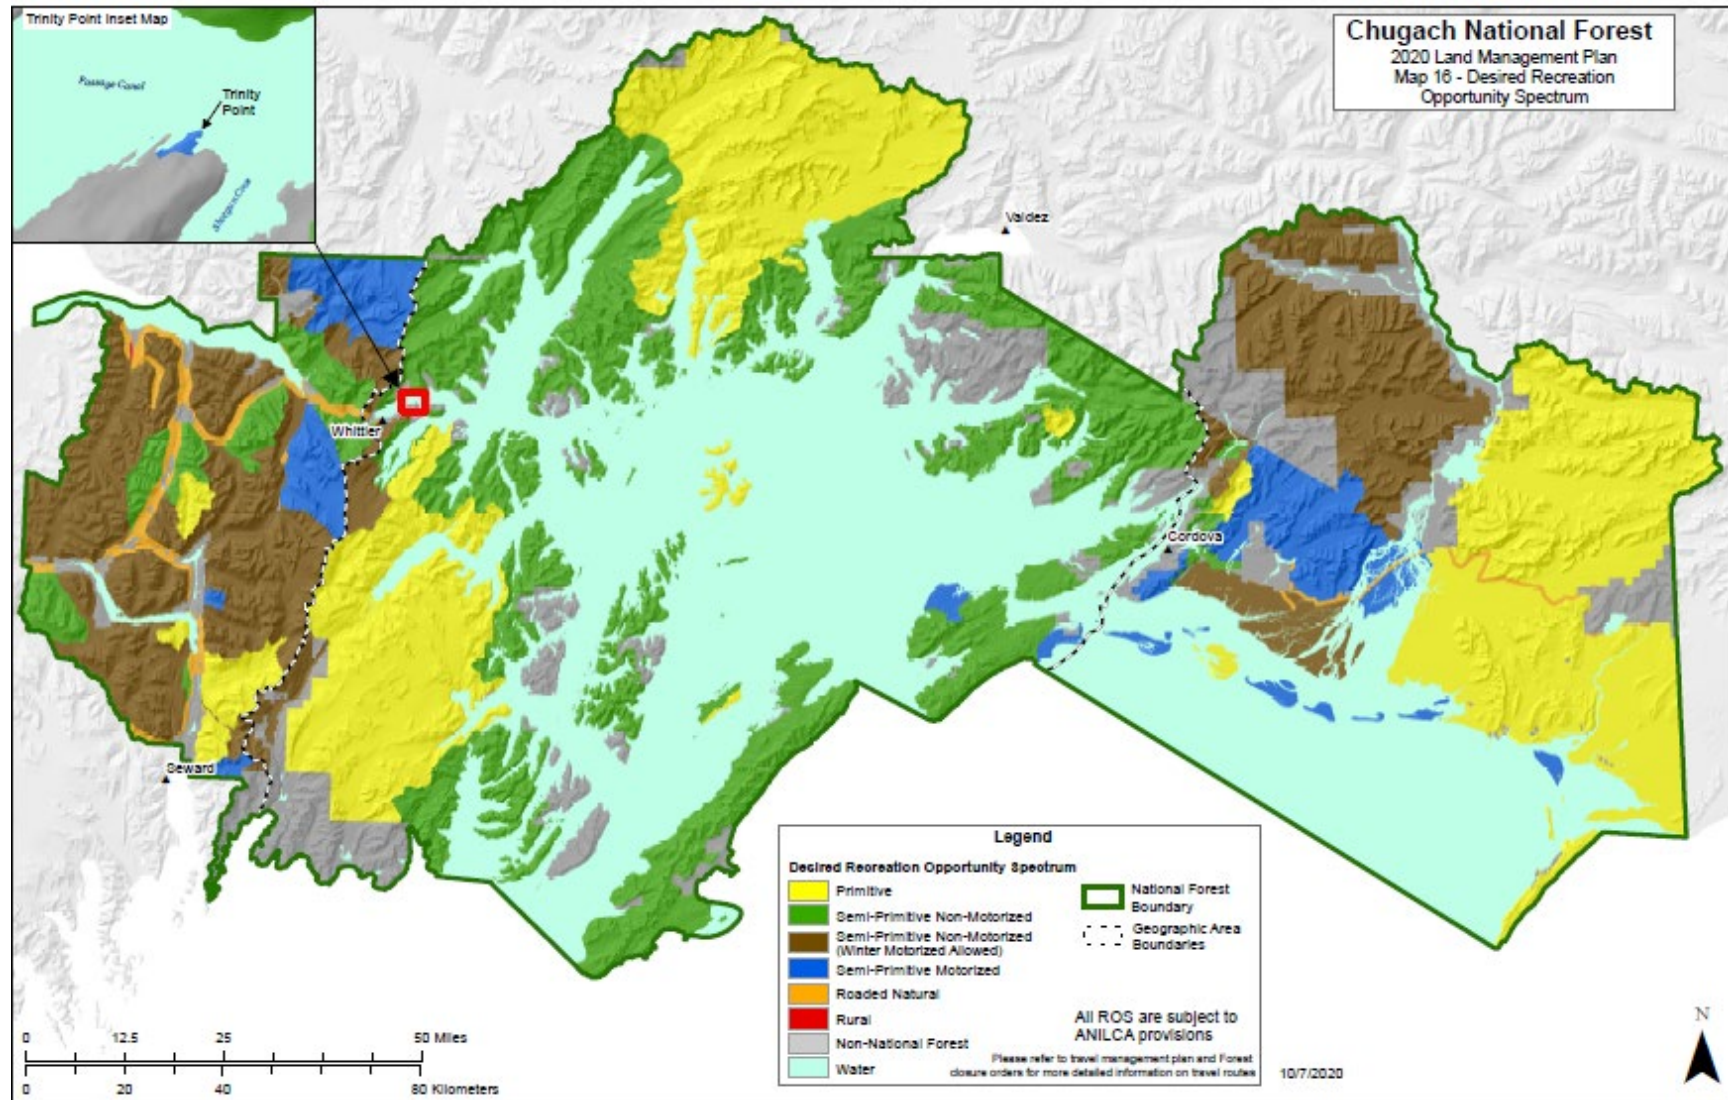 Trinity Point Inset Map
Passage Canal
Trinity
Point
Chugach National Forest
2020 Land Management Plan
Map 16 - Desired Recreation
Opportunity Spectrum
Valdez
Whittier
Cordova
Seward
Legend
Desired Recreation Opportunity Spectrum
Primitive
Semi-Primitive Non-Motorized
Semi-Primitive Non-Motorized
(Winter Motorized Allowed)
Semi-Primitive Motorized
Roaded Natural
Rural
Non-National Forest
Water
National Forest
Boundary
Geographic Area
Boundaries
All ROS are subject to
ANILCA provisions
Please refer to travel management plan and Forest
closure orders for more detailed information on travel routes
10/7/2020
0 12.5 25 50 Miles
0 20 40 80 Kilometers
N